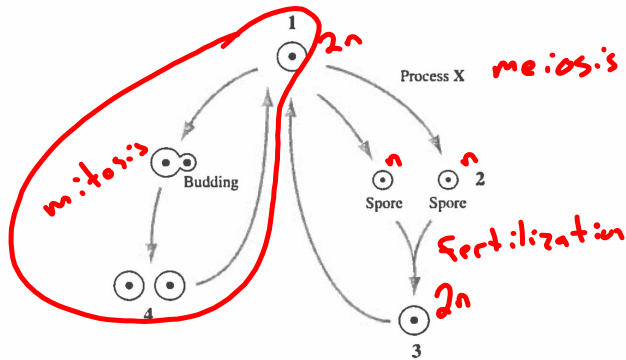 1
2n
Process X
meiosis
mitosis
Budding
n
n
2
Spore
Spore
fertilization
4
2n
3